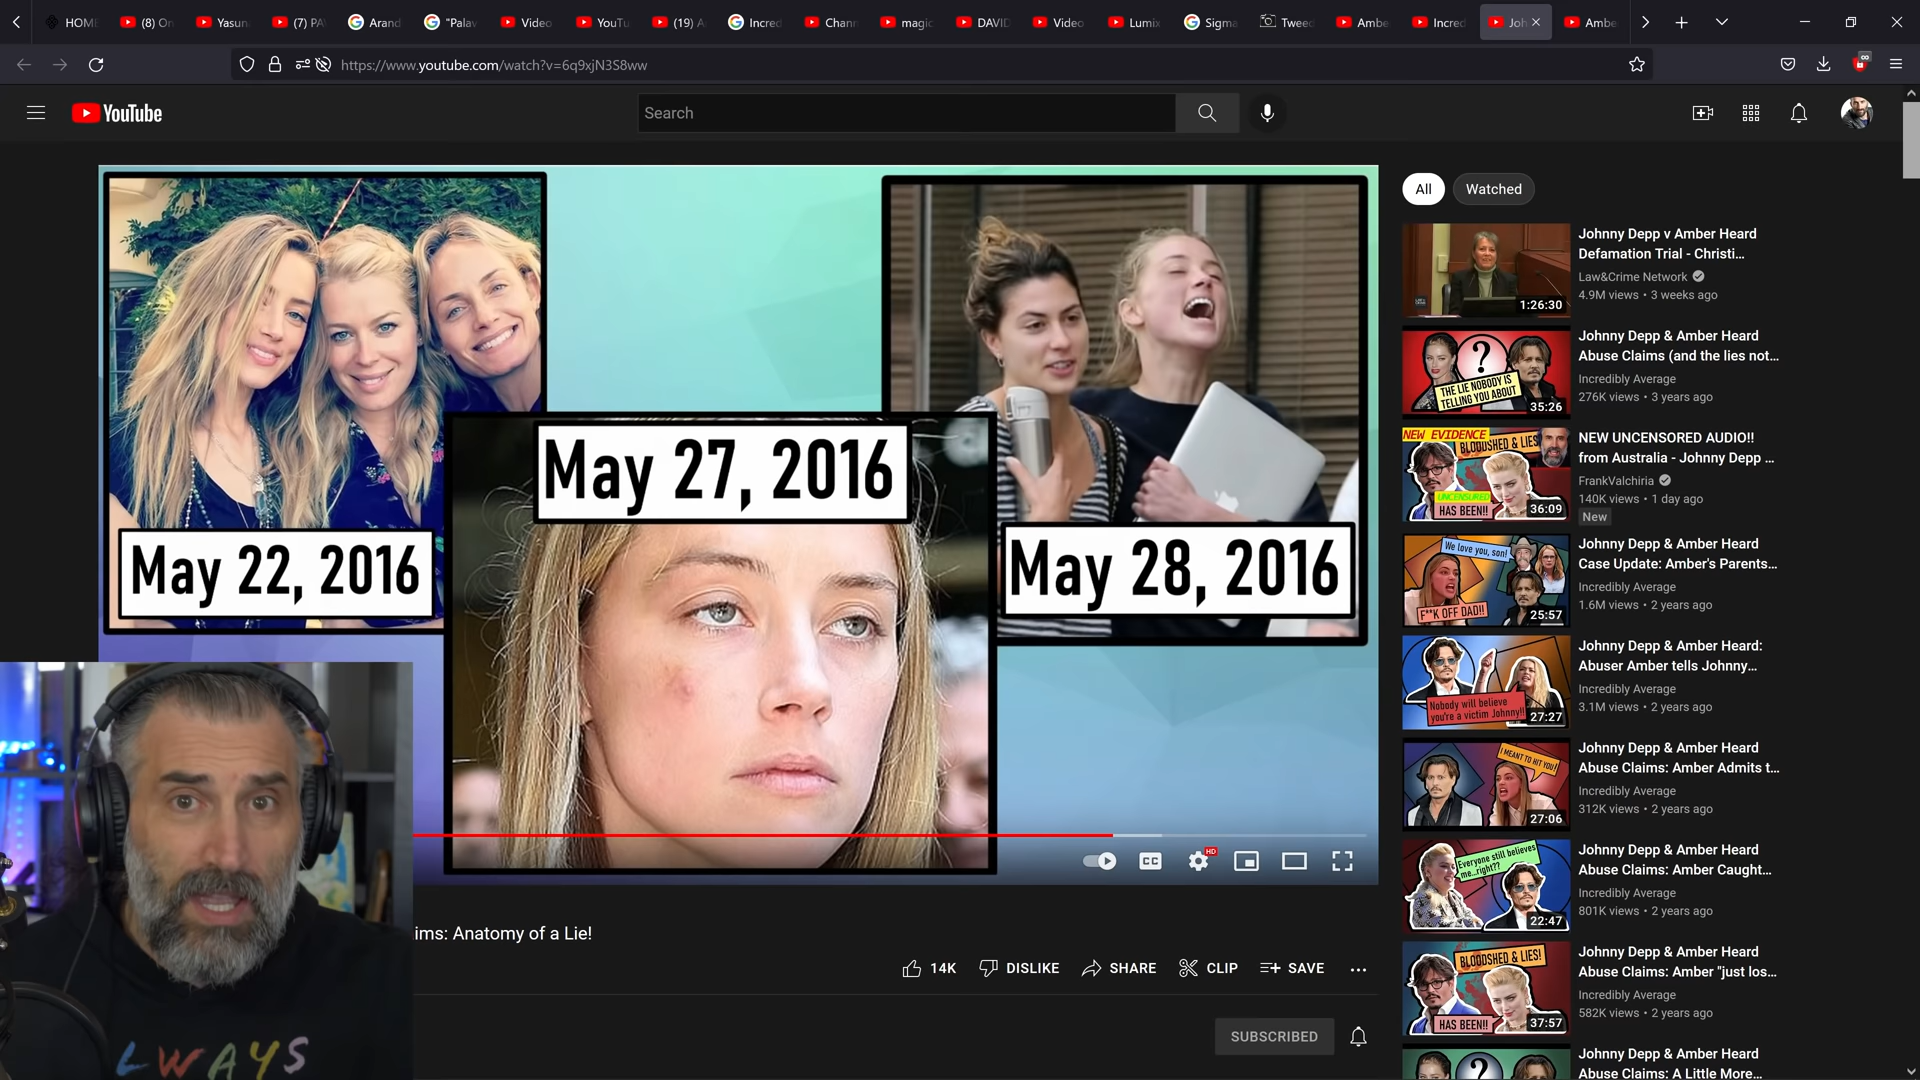 HOME
(8) On
Yasun
(7) PA
Arand
"Palav
Video
YouTu
(19) A
Incred
Chann
magic
DAVID
Video
Lumix
Sigma
Tweed
Ambe
Incred
Joh
Ambe
https://www.youtube.com/watch?v=6q9xjN3S8ww
YouTube
Search
May 22, 2016
May 27, 2016
May 28, 2016
CC
HD
LWAYS
ims: Anatomy of a Lie!
14K
DISLIKE
SHARE
CLIP
SAVE
SUBSCRIBED
All
Watched
1:26:30
Johnny Depp v Amber Heard
Defamation Trial - Christi...
Law&Crime Network
4.9M views • 3 weeks ago
?
THE LIE NOBODY IS
TELLING YOU ABOUT
35:26
Johnny Depp & Amber Heard
Abuse Claims (and the lies not...
Incredibly Average
276K views • 3 years ago
NEW EVIDENCE
BLOODSHED & LIES
UNCENSORED
HAS BEEN!!
36:09
NEW UNCENSORED AUDIO!!
from Australia - Johnny Depp ...
FrankValchiria
140K views • 1 day ago
New
We love you, son!
F**K OFF DAD!!
25:57
Johnny Depp & Amber Heard
Case Update: Amber's Parents...
Incredibly Average
1.6M views • 2 years ago
Nobody will believe
you're a victim Johnny!!
27:27
Johnny Depp & Amber Heard:
Abuser Amber tells Johnny...
Incredibly Average
3.1M views • 2 years ago
I MEANT TO HIT YOU!
27:06
Johnny Depp & Amber Heard
Abuse Claims: Amber Admits t...
Incredibly Average
312K views • 2 years ago
Everyone still believes
me...right??
22:47
Johnny Depp & Amber Heard
Abuse Claims: Amber Caught...
Incredibly Average
801K views • 2 years ago
BLOODSHED & LIES!
HAS BEEN!!
37:57
Johnny Depp & Amber Heard
Abuse Claims: Amber "just los...
Incredibly Average
582K views • 2 years ago
?
Johnny Depp & Amber Heard
Abuse Claims: A Little More...